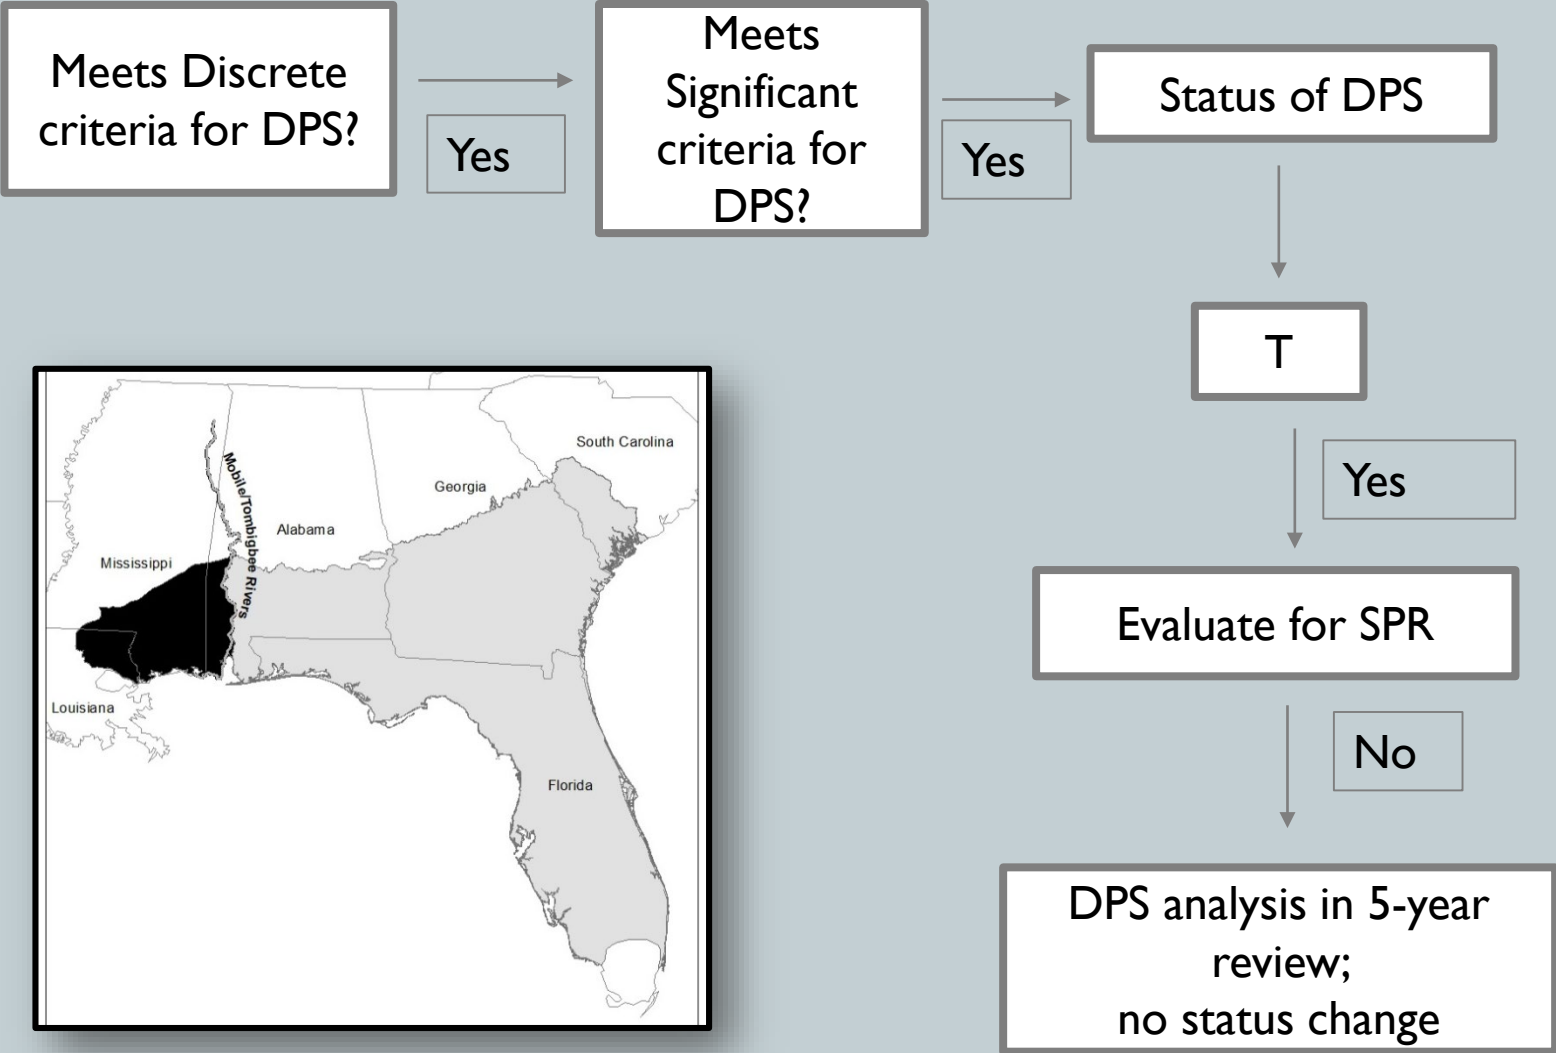 Meets Discrete
criteria for DPS?
Yes
Meets
Significant
criteria for
DPS?
Yes
Status of DPS
T
Yes
Evaluate for SPR
No
DPS analysis in 5-year
review;
no status change
South Carolina
Georgia
Mobile/Tombigbee Rivers
Alabama
Mississippi
Louisiana
Florida